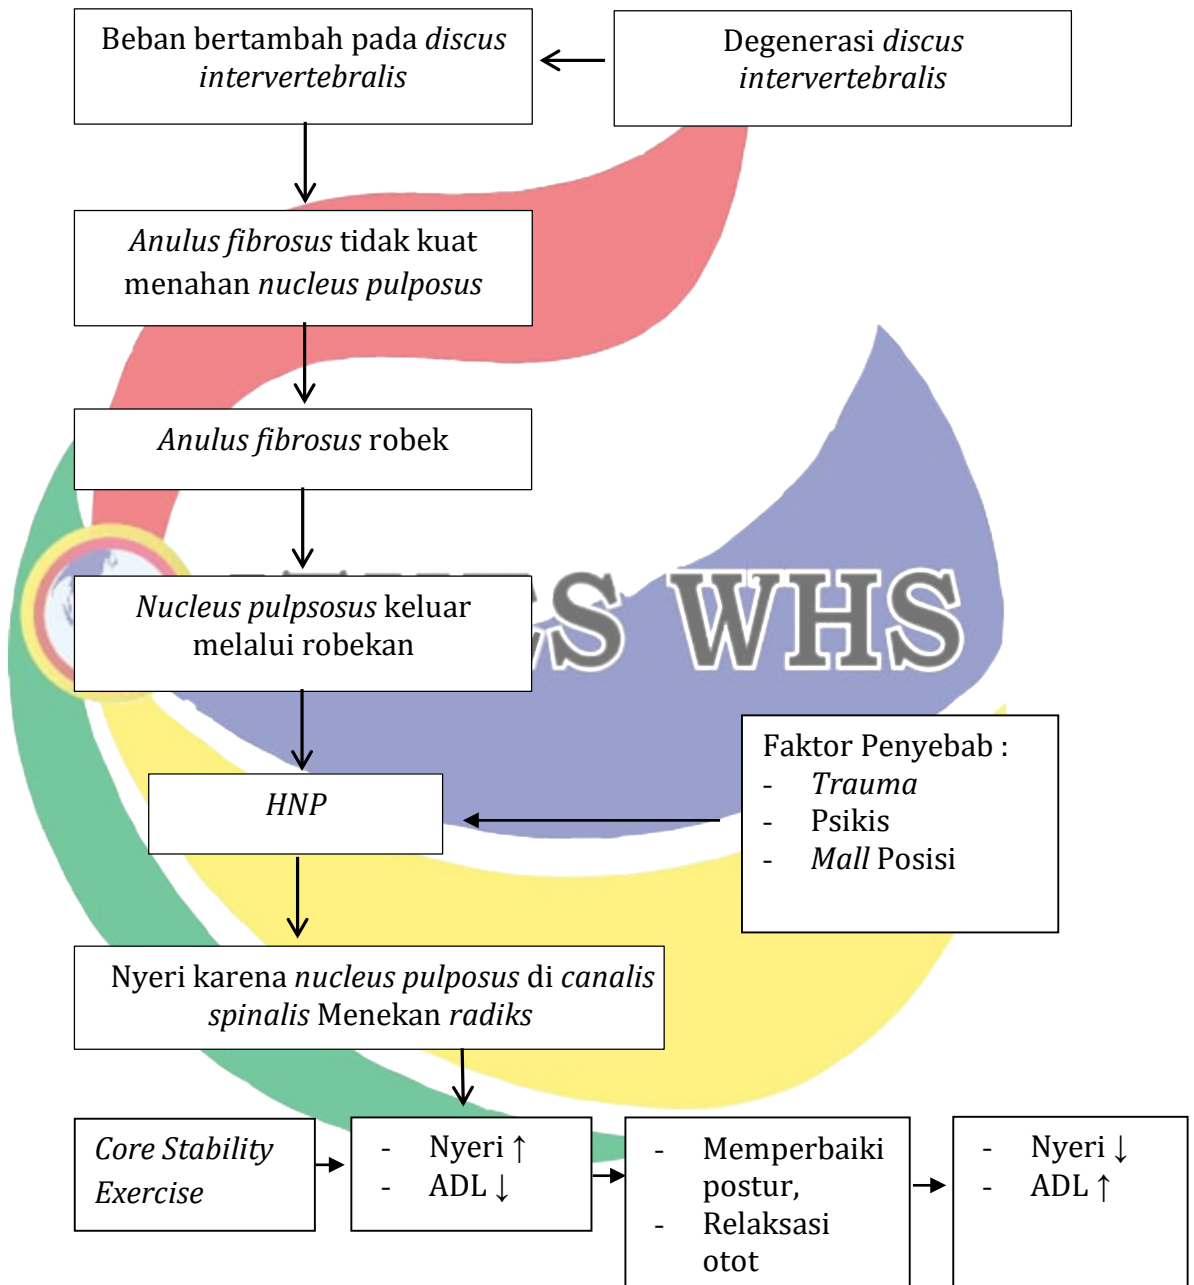 Beban bertambah pada discus
intervertebralis
Degenerasi discus
intervertebralis
Anulus fibrosus tidak kuat
menahan nucleus pulposus
Anulus fibrosus robek
Nucleus pulpsosus keluar
melalui robekan
S WHS
HNP
Faktor Penyebab :
- Trauma
- Psikis
- Mall Posisi
Nyeri karena nucleus pulposus di canalis
spinalis Menekan radiks
Core Stability
Exercise
- Nyeri ↑
- ADL ↓
- Memperbaiki
postur,
- Relaksasi
otot
- Nyeri ↓
- ADL ↑